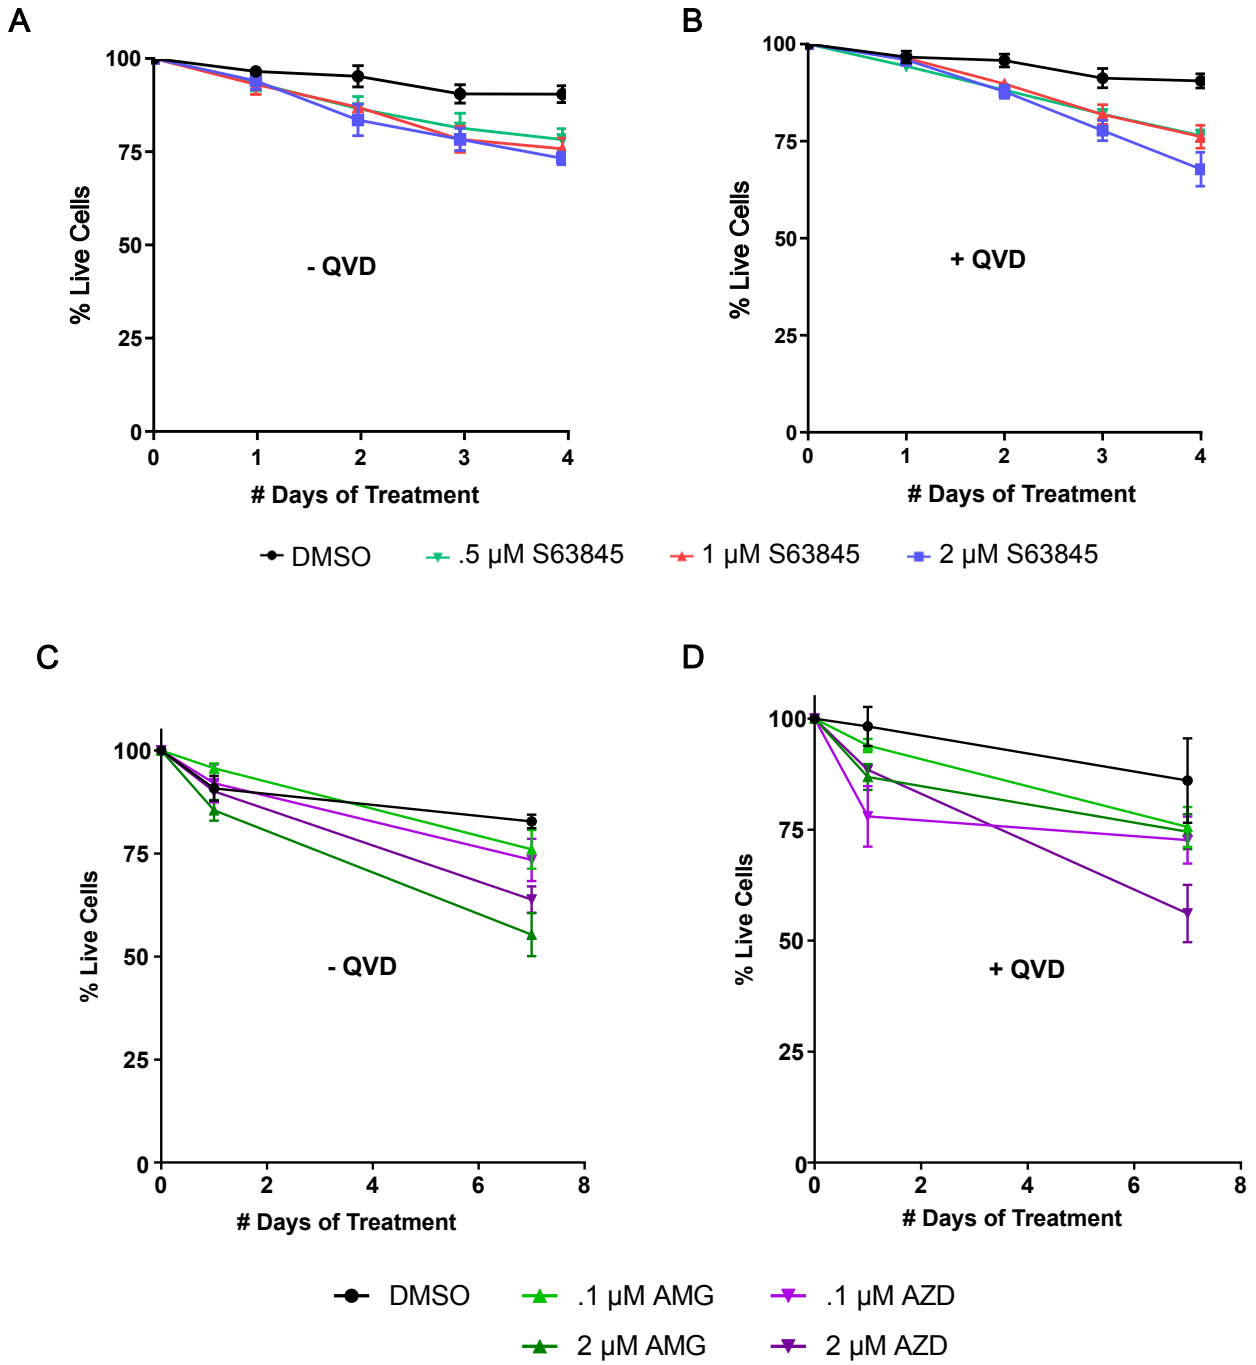 A
B
100
75
50
25
0
% Live Cells
- QVD
0 1 2 3 4
# Days of Treatment
100
75
50
25
0
% Live Cells
+ QVD
0 1 2 3 4
# Days of Treatment
DMSO .5 µM S63845 1 µM S63845 2 µM S63845
C
D
100
75
50
25
0
% Live Cells
- QVD
0 2 4 6 8
# Days of Treatment
100
75
50
25
0
% Live Cells
+ QVD
0 2 4 6 8
# Days of Treatment
DMSO .1 µM AMG .1 µM AZD
2 µM AMG 2 µM AZD